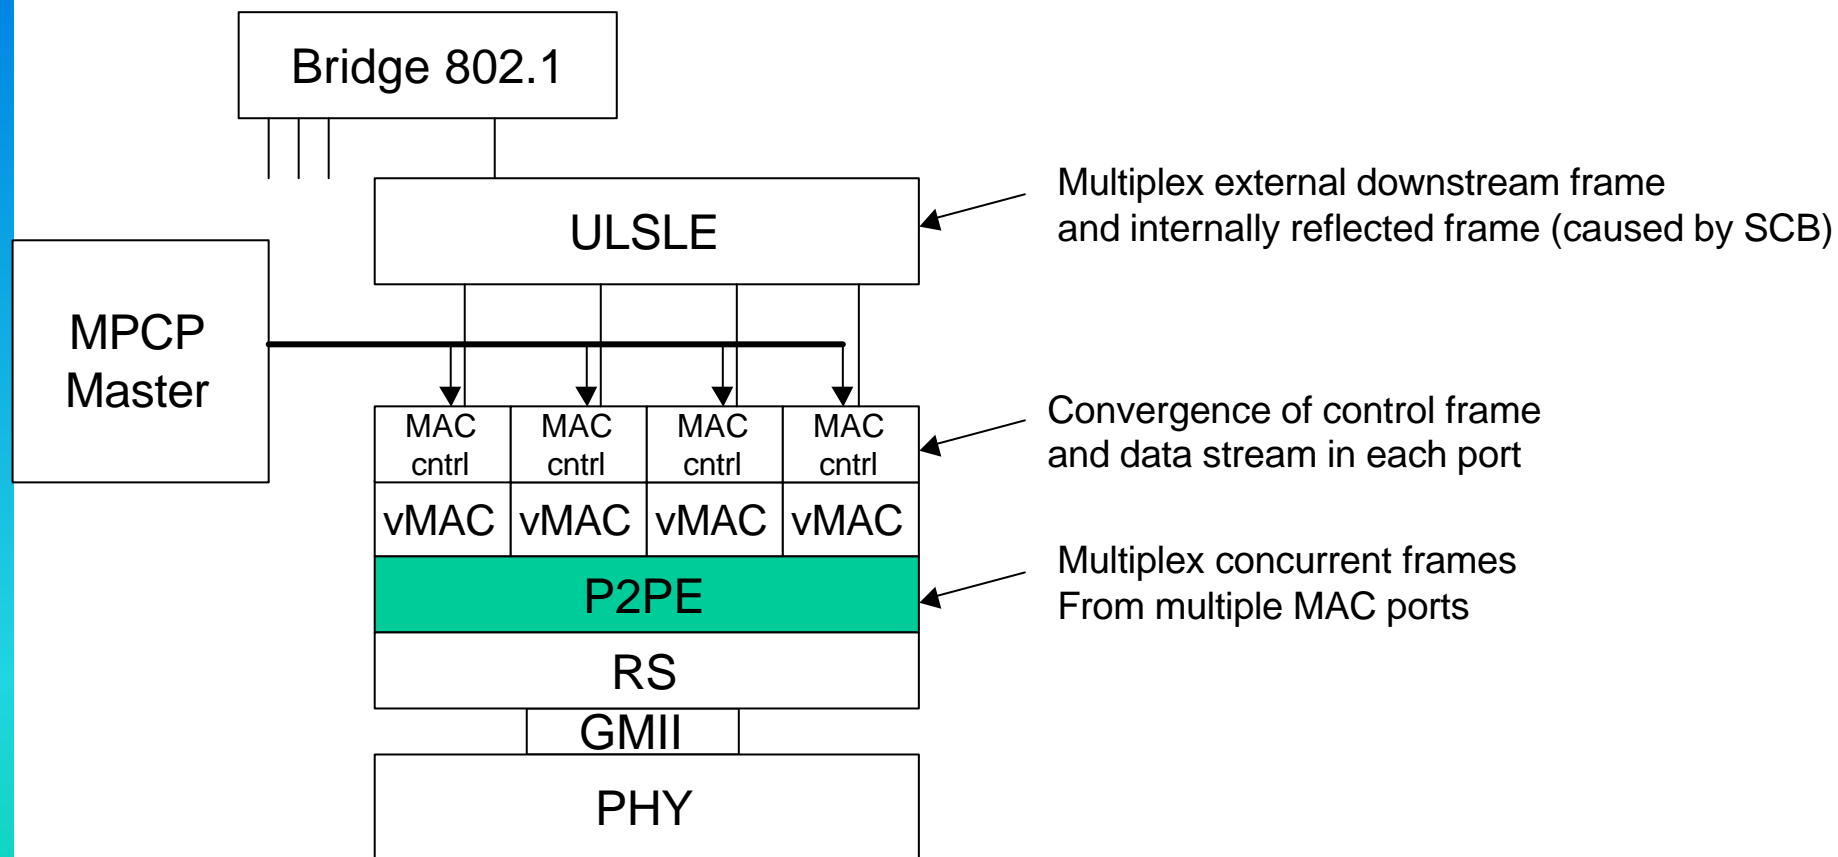 Bridge 802.1
ULSLE
Multiplex external downstream frame
and internally reflected frame (caused by SCB)
MPCP
Master
MAC MAC MAC MAC
cntrl cntrl cntrl cntrl
Convergence of control frame
and data stream in each port
vMAC vMAC vMAC vMAC
P2PE
Multiplex concurrent frames
From multiple MAC ports
RS
GMII
PHY